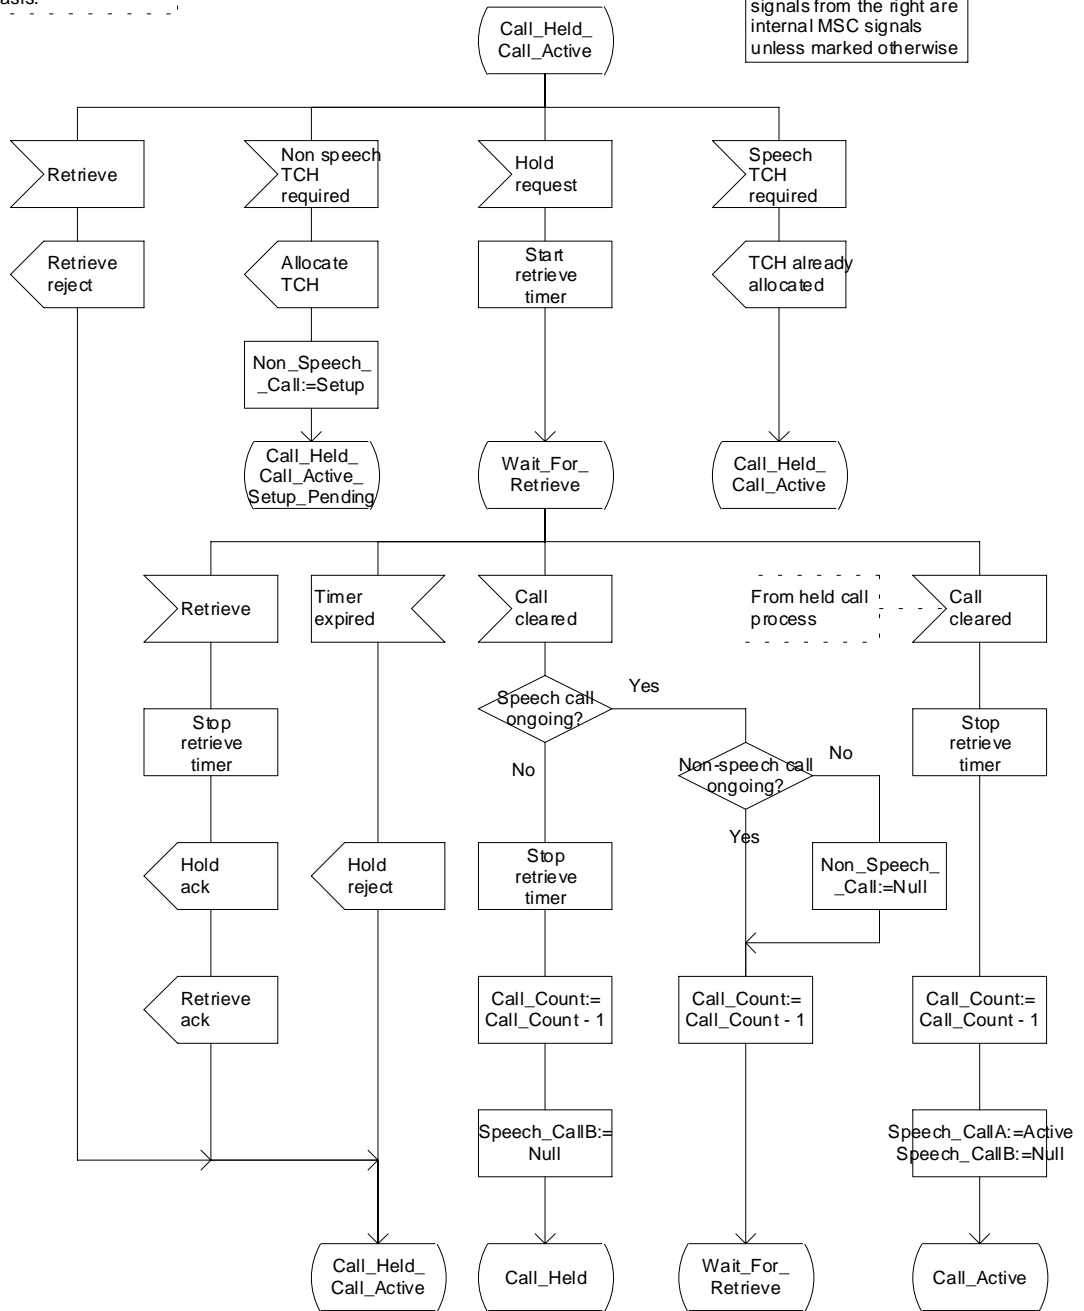 asis.
signals from the right are
internal MSC signals
unless marked otherwise
Call_Held_
Call_Active
Retrieve
Non speech
TCH
required
Hold
request
Speech
TCH
required
Retrieve
reject
Allocate
TCH
Start
retrieve
timer
TCH already
allocated
Non_Speech_
_Call:=Setup
Call_Held_
Call_Active_
Setup_Pending
Wait_For_
Retrieve
Call_Held_
Call_Active
Retrieve
Timer
expired
Call
cleared
From held call
process
Call
cleared
Speech call
ongoing?
Yes
No
Stop
retrieve
timer
Non-speech call
ongoing?
No
Yes
Stop
retrieve
timer
Hold
ack
Hold
reject
Stop
retrieve
timer
Non_Speech_
_Call:=Null
Retrieve
ack
Call_Count:=
Call_Count - 1
Call_Count:=
Call_Count - 1
Call_Count:=
Call_Count - 1
Speech_CallB:=
Null
Speech_CallA:=Active
Speech_CallB:=Null
Call_Held_
Call_Active
Call_Held
Wait_For_
Retrieve
Call_Active